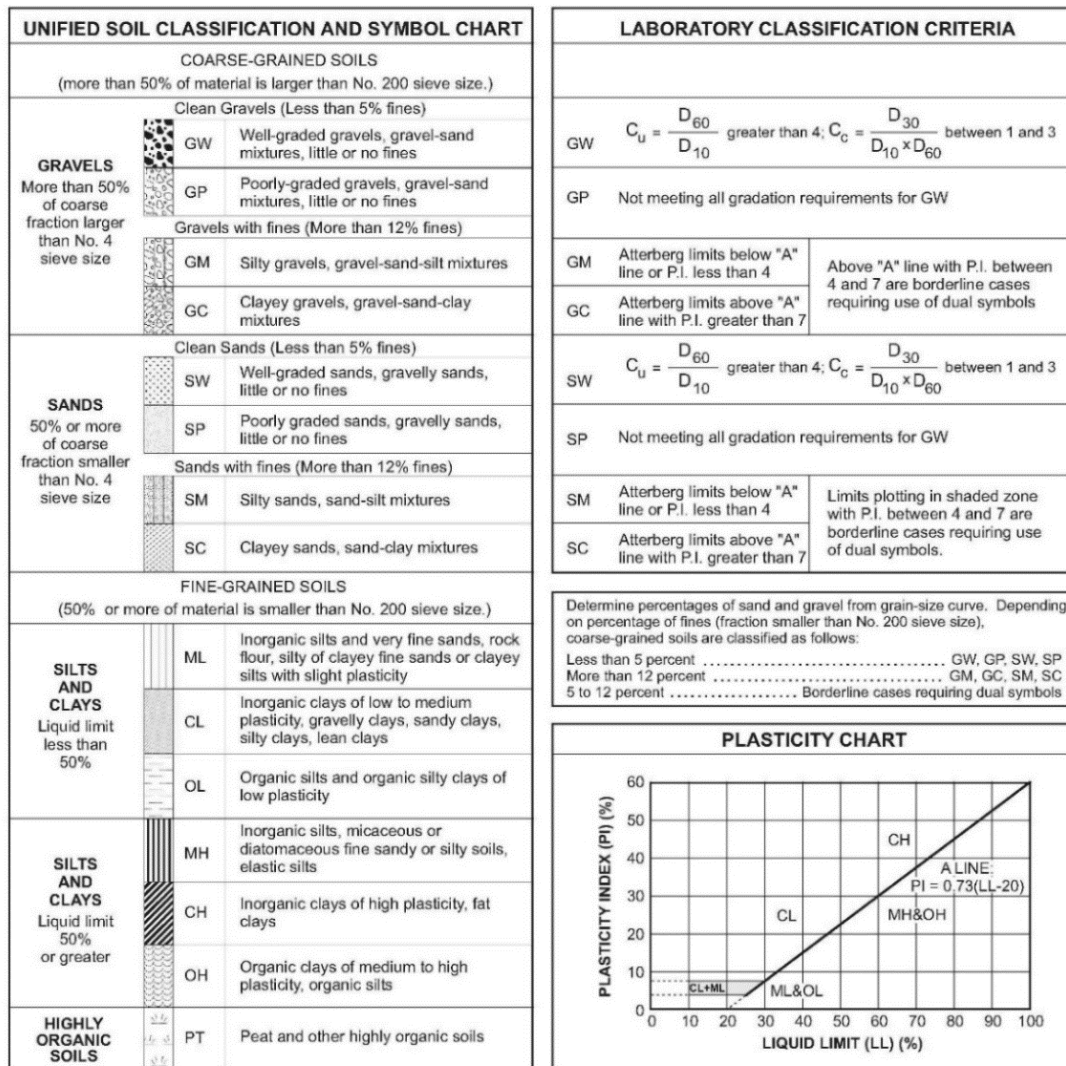 UNIFIED SOIL CLASSIFICATION AND SYMBOL CHART
COARSE-GRAINED SOILS
(more than 50% of material is larger than No. 200 sieve size.)
GRAVELS
More than 50%
of coarse
fraction larger
than No. 4
sieve size
Clean Gravels (Less than 5% fines)
GW
Well-graded gravels, gravel-sand
mixtures, little or no fines
GP
Poorly-graded gravels, gravel-sand
mixtures, little or no fines
Gravels with fines (More than 12% fines)
GM
Silty gravels, gravel-sand-silt mixtures
GC
Clayey gravels, gravel-sand-clay
mixtures
SANDS
50% or more
of coarse
fraction smaller
than No. 4
sieve size
Clean Sands (Less than 5% fines)
SW
Well-graded sands, gravelly sands,
little or no fines
SP
Poorly graded sands, gravelly sands,
little or no fines
Sands with fines (More than 12% fines)
SM
Silty sands, sand-silt mixtures
SC
Clayey sands, sand-clay mixtures
FINE-GRAINED SOILS
(50% or more of material is smaller than No. 200 sieve size.)
SILTS
AND
CLAYS
Liquid limit
less than
50%
ML
Inorganic silts and very fine sands, rock
flour, silty of clayey fine sands or clayey
silts with slight plasticity
CL
Inorganic clays of low to medium
plasticity, gravelly clays, sandy clays,
silty clays, lean clays
OL
Organic silts and organic silty clays of
low plasticity
SILTS
AND
CLAYS
Liquid limit
50%
or greater
MH
Inorganic silts, micaceous or
diatomaceous fine sandy or silty soils,
elastic silts
CH
Inorganic clays of high plasticity, fat
clays
OH
Organic clays of medium to high
plasticity, organic silts
HIGHLY
ORGANIC
SOILS
PT
Peat and other highly organic soils
LABORATORY CLASSIFICATION CRITERIA
GW
Cu = D60 / D10 greater than 4; Cc = D30 / D10 x D60 between 1 and 3
GP
Not meeting all gradation requirements for GW
GM
Atterberg limits below "A"
line or P.I. less than 4
GC
Atterberg limits above "A"
line with P.I. greater than 7
Above "A" line with P.I. between
4 and 7 are borderline cases
requiring use of dual symbols
SW
Cu = D60 / D10 greater than 4; Cc = D30 / D10 x D60 between 1 and 3
SP
Not meeting all gradation requirements for GW
SM
Atterberg limits below "A"
line or P.I. less than 4
SC
Atterberg limits above "A"
line with P.I. greater than 7
Limits plotting in shaded zone
with P.I. between 4 and 7 are
borderline cases requiring use
of dual symbols.
Determine percentages of sand and gravel from grain-size curve. Depending
on percentage of fines (fraction smaller than No. 200 sieve size),
coarse-grained soils are classified as follows:
Less than 5 percent .................................... GW, GP, SW, SP
More than 12 percent .................................. GM, GC, SM, SC
5 to 12 percent .................... Borderline cases requiring dual symbols
PLASTICITY CHART
PLASTICITY INDEX (PI) (%)
60
50
40
30
20
10
0
CH
A LINE:
PI = 0.73(LL-20)
CL
MH&OH
CL+ML
ML&OL
0 10 20 30 40 50 60 70 80 90 100
LIQUID LIMIT (LL) (%)